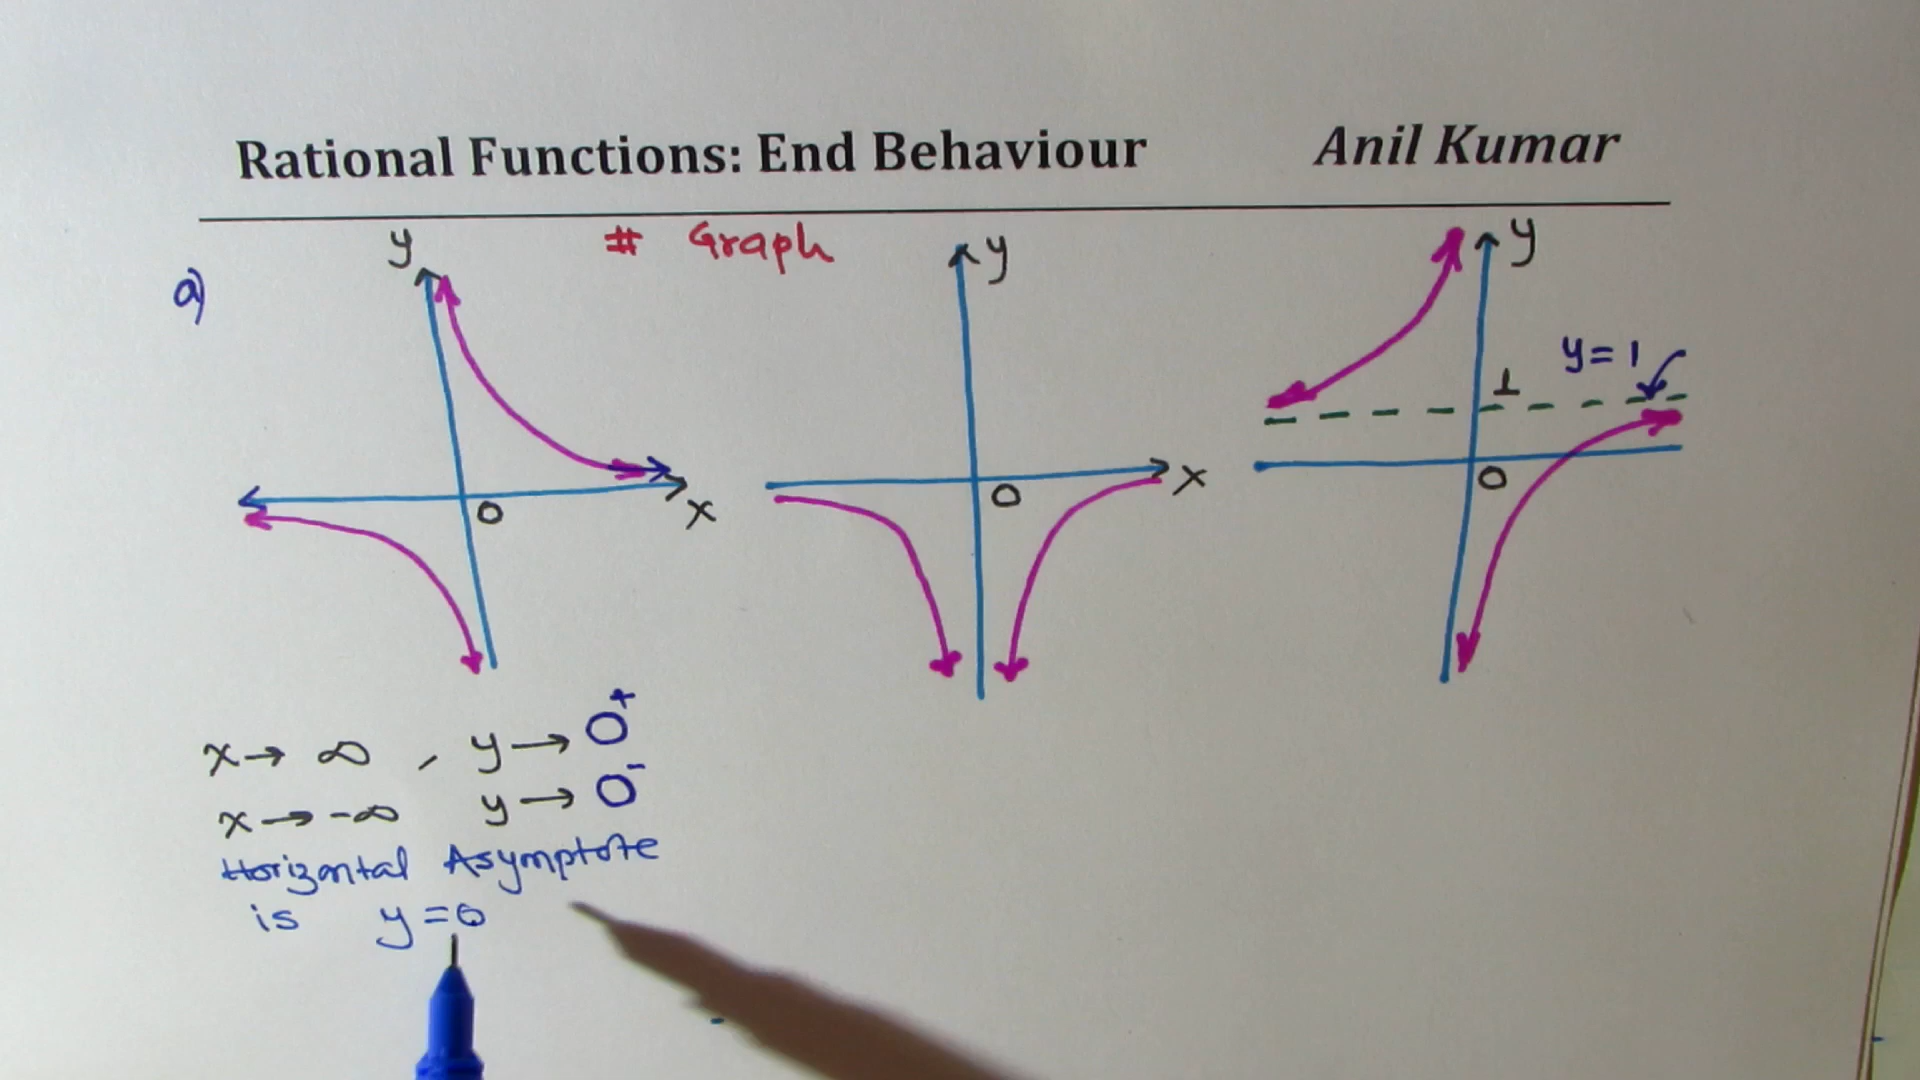 Rational Functions: End Behaviour Anil Kumar
# Graph
a)
y
y
y
y = 1
1
0
x
0
x
0
x → ∞ , y → 0⁺
x → -∞ y → 0⁻
Horizontal Asymptote
is y = 0